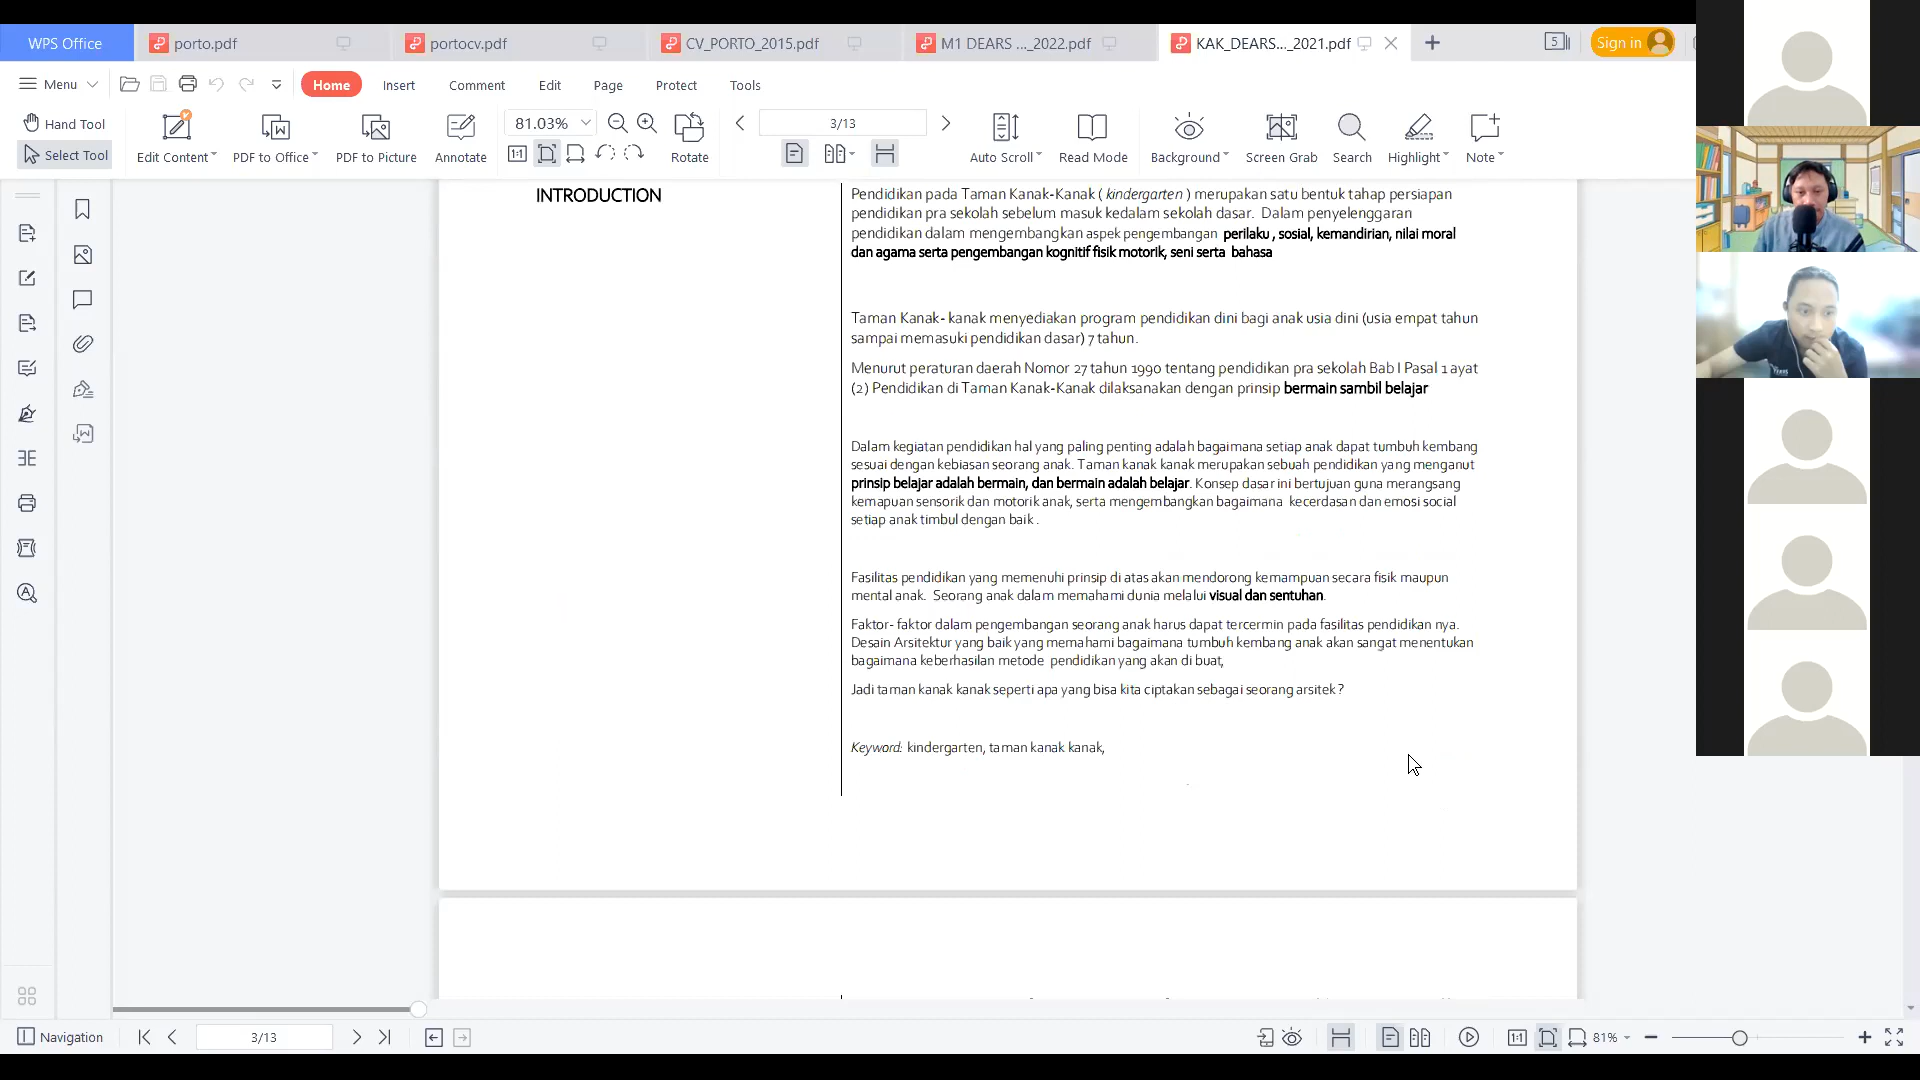 WPS Office
porto.pdf
portocv.pdf
CV_PORTO_2015.pdf
M1 DEARS ..._2022.pdf
KAK_DEARS..._2021.pdf
5
Sign in
Menu
Home
Insert
Comment
Edit
Page
Protect
Tools
Hand Tool
Select Tool
Edit Content
PDF to Office
PDF to Picture
Annotate
81.03%
1:1
Rotate
3/13
Auto Scroll
Read Mode
Background
Screen Grab
Search
Highlight
Note
INTRODUCTION
Pendidikan pada Taman Kanak-Kanak ( kindergarten ) merupakan satu bentuk tahap persiapan
pendidikan pra sekolah sebelum masuk kedalam sekolah dasar. Dalam penyelenggaran
pendidikan dalam mengembangkan aspek pengembangan perilaku , sosial, kemandirian, nilai moral
dan agama serta pengembangan kognitif fisik motorik, seni serta bahasa
Taman Kanak- kanak menyediakan program pendidikan dini bagi anak usia dini (usia empat tahun
sampai memasuki pendidikan dasar) 7 tahun.
Menurut peraturan daerah Nomor 27 tahun 1990 tentang pendidikan pra sekolah Bab I Pasal 1 ayat
(2) Pendidikan di Taman Kanak-Kanak dilaksanakan dengan prinsip bermain sambil belajar
Dalam kegiatan pendidikan hal yang paling penting adalah bagaimana setiap anak dapat tumbuh kembang
sesuai dengan kebiasan seorang anak. Taman kanak kanak merupakan sebuah pendidikan yang menganut
prinsip belajar adalah bermain, dan bermain adalah belajar. Konsep dasar ini bertujuan guna merangsang
kemapuan sensorik dan motorik anak, serta mengembangkan bagaimana kecerdasan dan emosi social
setiap anak timbul dengan baik .
Fasilitas pendidikan yang memenuhi prinsip di atas akan mendorong kemampuan secara fisik maupun
mental anak. Seorang anak dalam memahami dunia melalui visual dan sentuhan.
Faktor- faktor dalam pengembangan seorang anak harus dapat tercermin pada fasilitas pendidikan nya.
Desain Arsitektur yang baik yang memahami bagaimana tumbuh kembang anak akan sangat menentukan
bagaimana keberhasilan metode pendidikan yang akan di buat,
Jadi taman kanak kanak seperti apa yang bisa kita ciptakan sebagai seorang arsitek ?
Keyword: kindergarten, taman kanak kanak,
Navigation
3/13
1:1
81%